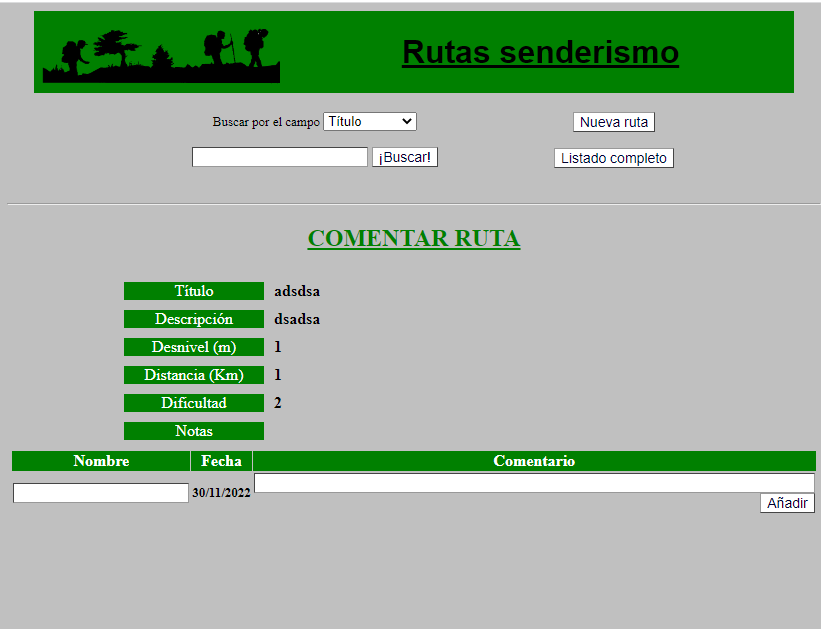 Rutas senderismo
Buscar por el campo Título Nueva ruta
¡Buscar! Listado completo
COMENTAR RUTA
Título adsdsa
Descripción dsadsa
Desnivel (m) 1
Distancia (Km) 1
Dificultad 2
Notas
Nombre Fecha Comentario
30/11/2022
Añadir